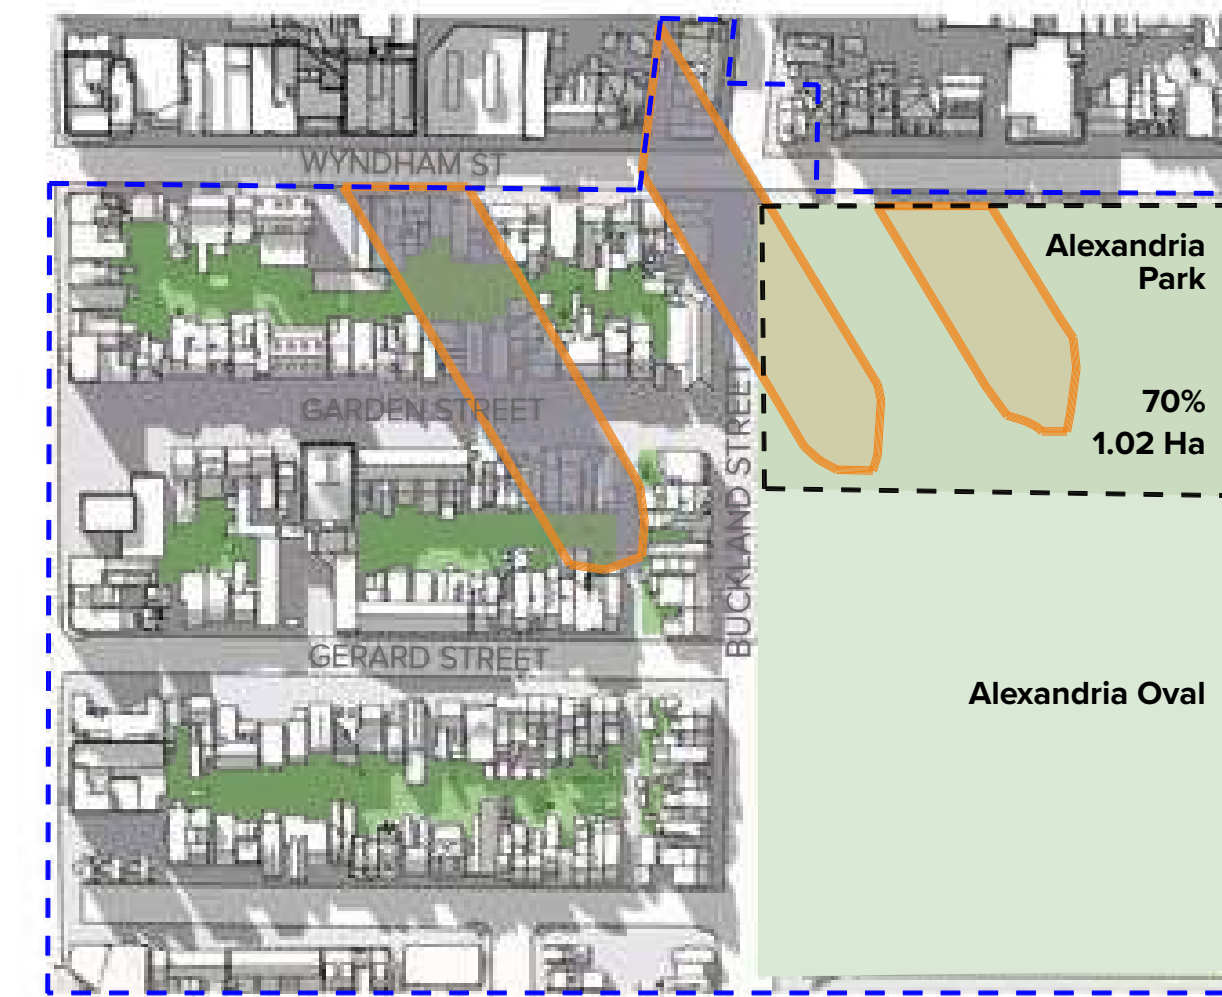 WYNDHAM ST
Alexandria
Park
GARDEN STREET
70%
1.02 Ha
BUCKLAND STREET
GERARD STREET
Alexandria Oval